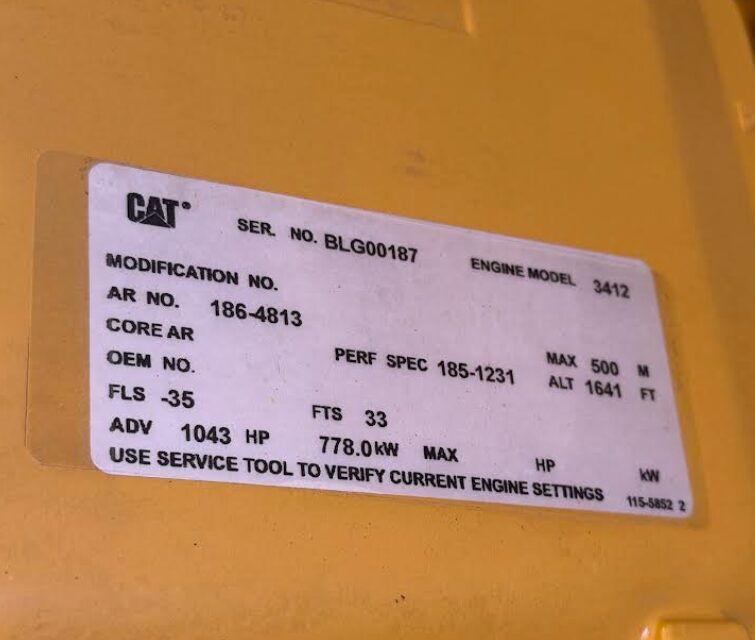 CAT® SER. NO. BLG00187 ENGINE MODEL 3412
MODIFICATION NO.
AR NO. 186-4813
CORE AR PERF SPEC 185-1231 MAX 500 M
OEM NO. ALT 1641 FT
FLS -35 FTS 33
ADV 1043 HP 778.0 kW MAX HP kW
USE SERVICE TOOL TO VERIFY CURRENT ENGINE SETTINGS 115-5852 2